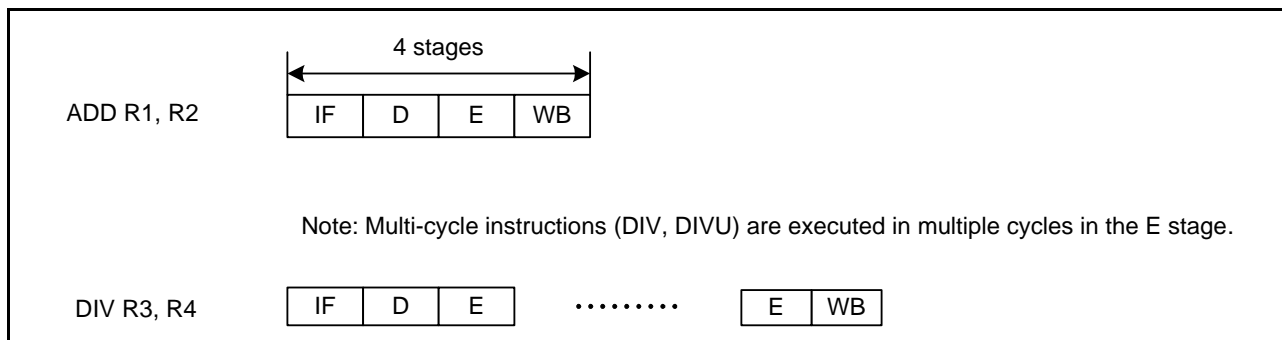 4 stages
ADD R1, R2 IF D E WB
Note: Multi-cycle instructions (DIV, DIVU) are executed in multiple cycles in the E stage.
DIV R3, R4 IF D E ......... E WB